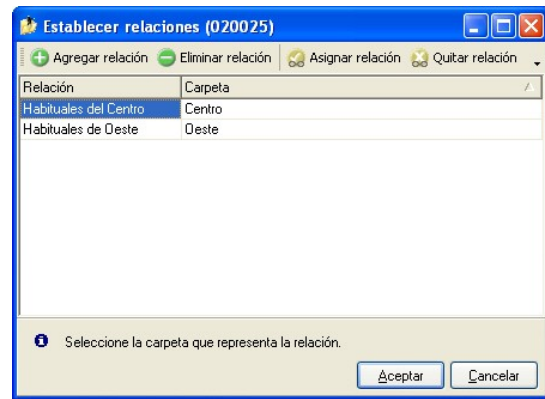 Establecer relaciones (020025)
Agregar relación Eliminar relación Asignar relación Quitar relación
Relación Carpeta
Habituales del Centro Centro
Habituales de Oeste Oeste
Seleccione la carpeta que representa la relación.
Aceptar Cancelar